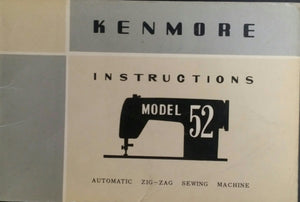 KENMORE
INSTRUCTIONS
MODEL 52
AUTOMATIC ZIG-ZAG SEWING MACHINE